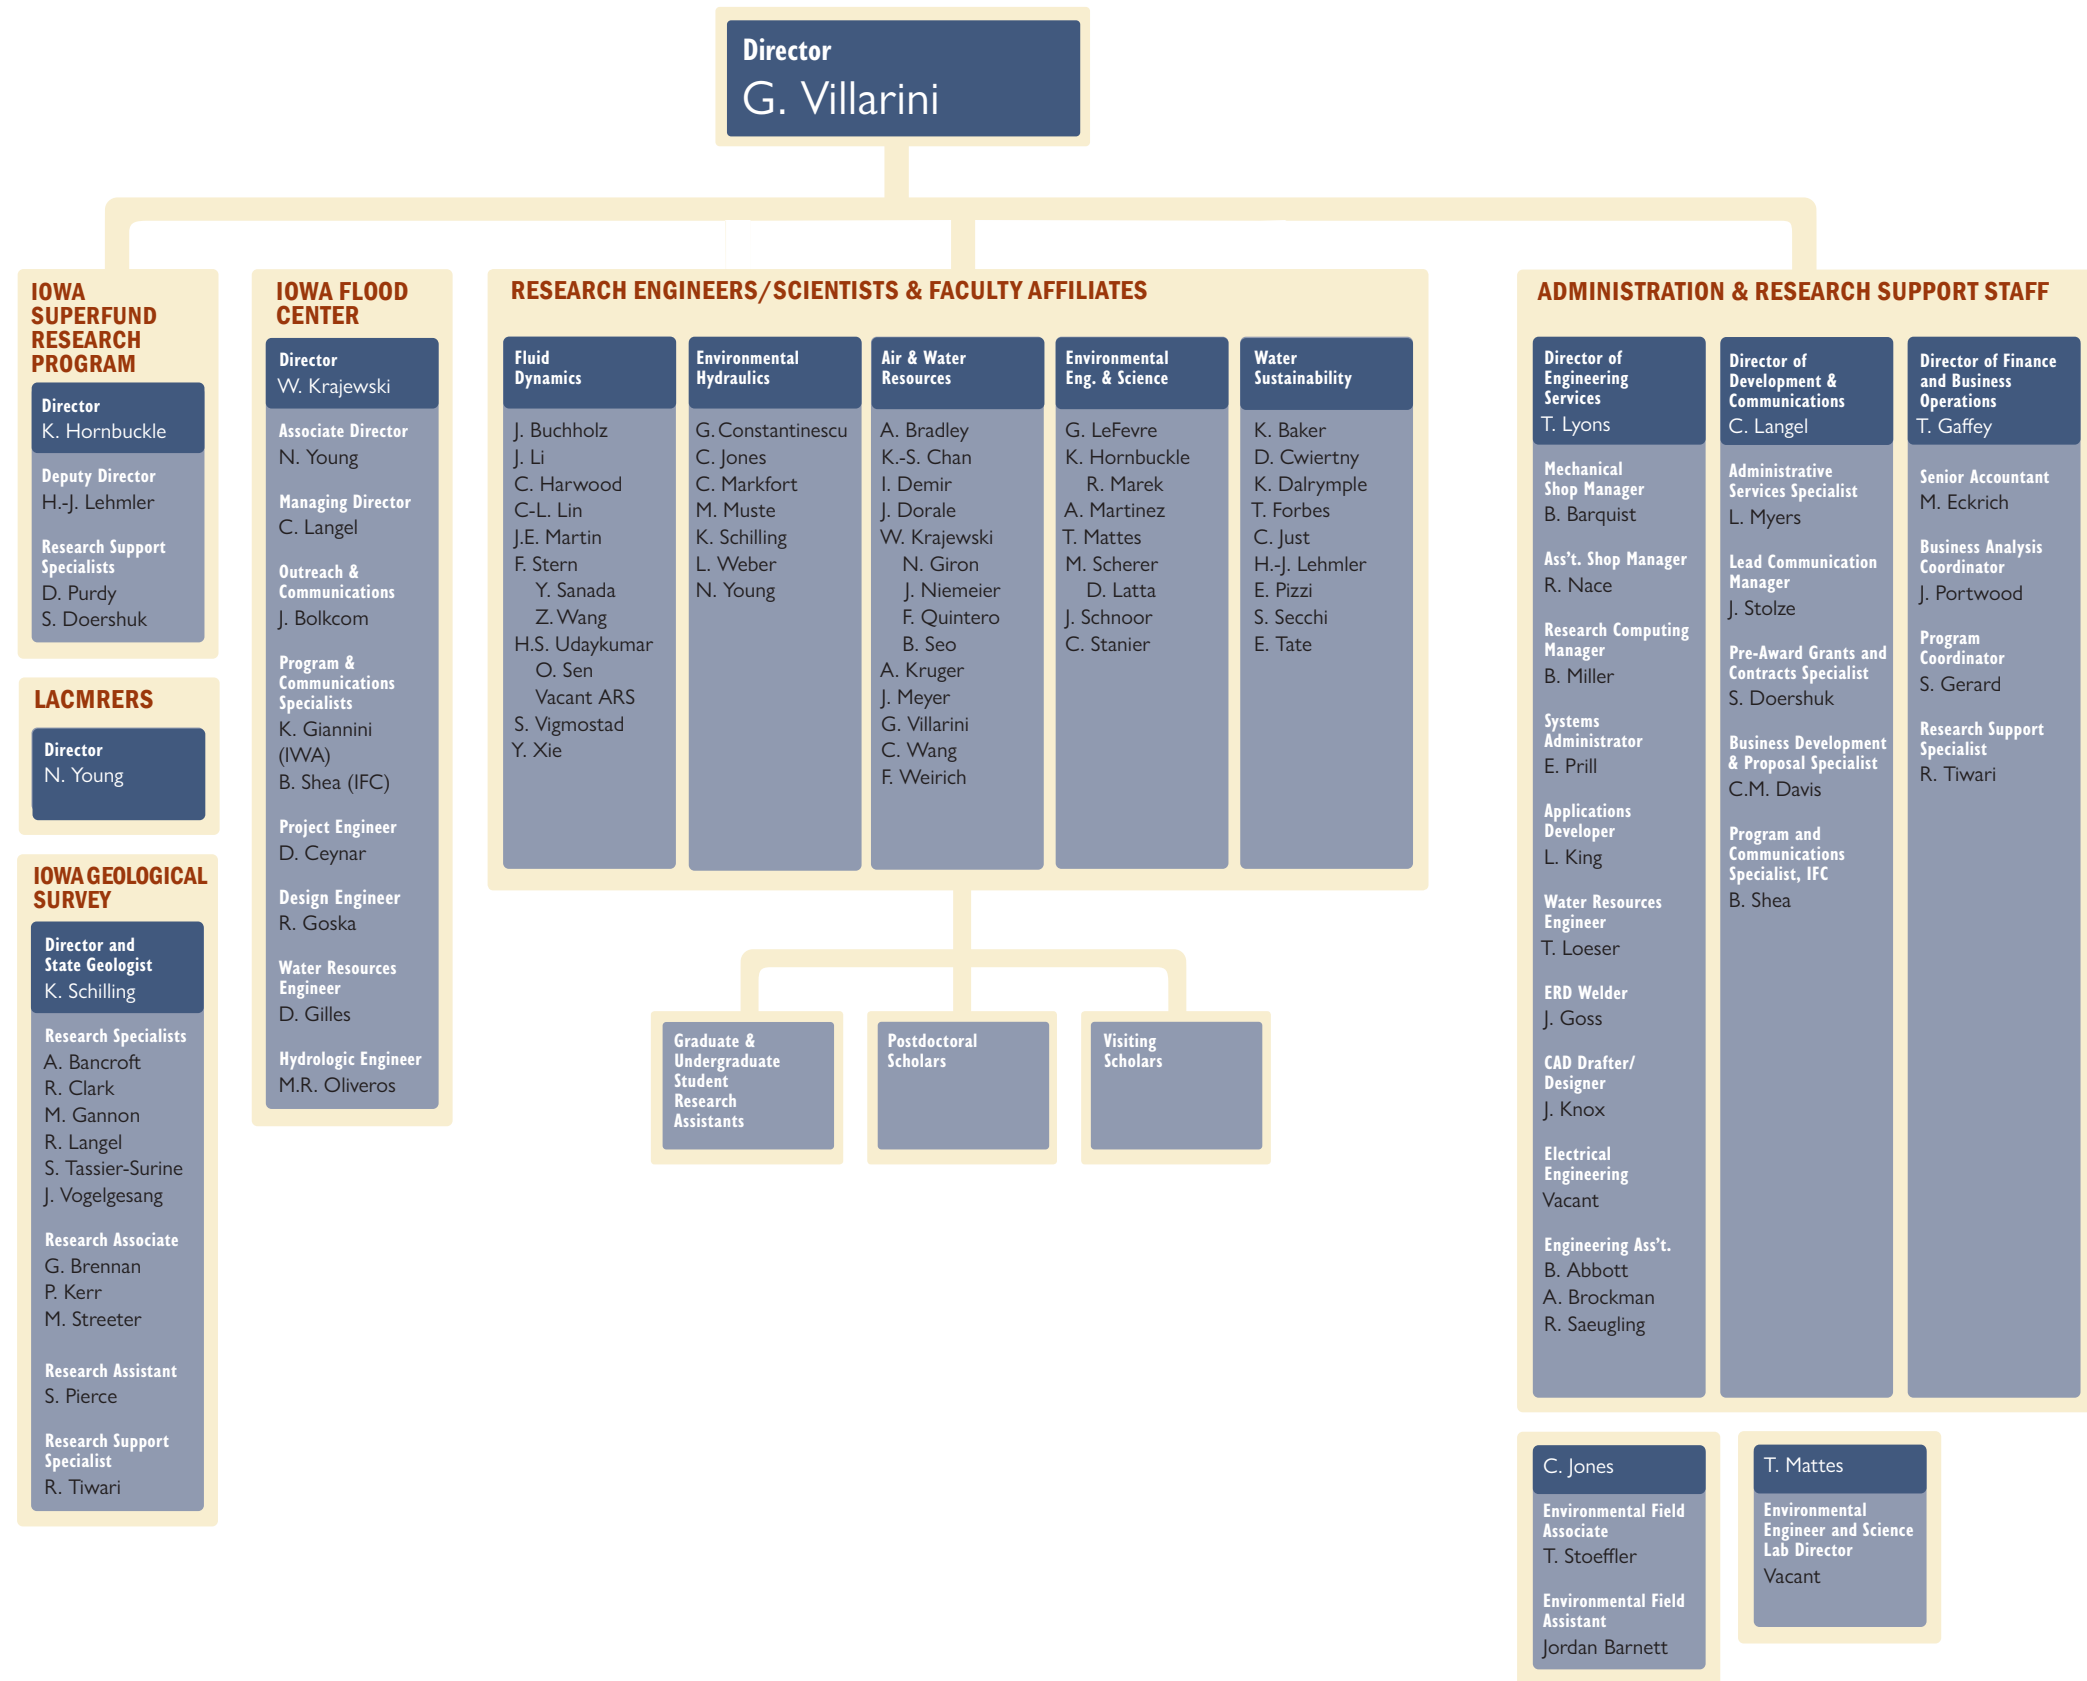 Director
G. Villarini
IOWA
SUPERFUND
RESEARCH
PROGRAM
Director
K. Hornbuckle
Deputy Director
H.-J. Lehmler
Research Support
Specialists
D. Purdy
S. Doershuk
LACMRERS
Director
N. Young
IOWA GEOLOGICAL
SURVEY
Director and
State Geologist
K. Schilling
Research Specialists
A. Bancroft
R. Clark
M. Gannon
R. Langel
S. Tassier-Surine
J. Vogelgesang
Research Associate
G. Brennan
P. Kerr
M. Streeter
Research Assistant
S. Pierce
Research Support
Specialist
R. Tiwari
IOWA FLOOD
CENTER
Director
W. Krajewski
Associate Director
N. Young
Managing Director
C. Langel
Outreach &
Communications
J. Bolkcom
Program &
Communications
Specialists
K. Giannini
(IWA)
B. Shea (IFC)
Project Engineer
D. Ceynar
Design Engineer
R. Goska
Water Resources
Engineer
D. Gilles
Hydrologic Engineer
M.R. Oliveros
RESEARCH ENGINEERS/SCIENTISTS & FACULTY AFFILIATES
Fluid
Dynamics
J. Buchholz
J. Li
C. Harwood
C-L. Lin
J.E. Martin
F. Stern
Y. Sanada
Z. Wang
H.S. Udaykumar
O. Sen
Vacant ARS
S. Vigmostad
Y. Xie
Environmental
Hydraulics
G. Constantinescu
C. Jones
C. Markfort
M. Muste
K. Schilling
L. Weber
N. Young
Air & Water
Resources
A. Bradley
K.-S. Chan
I. Demir
J. Dorale
W. Krajewski
N. Giron
J. Niemeier
F. Quintero
B. Seo
A. Kruger
J. Meyer
G. Villarini
C. Wang
F. Weirich
Environmental
Eng. & Science
G. LeFevre
K. Hornbuckle
R. Marek
A. Martinez
T. Mattes
M. Scherer
D. Latta
J. Schnoor
C. Stanier
Water
Sustainability
K. Baker
D. Cwiertny
K. Dalrymple
T. Forbes
C. Just
H.-J. Lehmler
E. Pizzi
S. Secchi
E. Tate
Graduate &
Undergraduate
Student
Research
Assistants
Postdoctoral
Scholars
Visiting
Scholars
ADMINISTRATION & RESEARCH SUPPORT STAFF
Director of
Engineering
Services
T. Lyons
Mechanical
Shop Manager
B. Barquist
Ass't. Shop Manager
R. Nace
Research Computing
Manager
B. Miller
Systems
Administrator
E. Prill
Applications
Developer
L. King
Water Resources
Engineer
T. Loeser
ERD Welder
J. Goss
CAD Drafter/
Designer
J. Knox
Electrical
Engineering
Vacant
Engineering Ass't.
B. Abbott
A. Brockman
R. Saeugling
Director of
Development &
Communications
C. Langel
Administrative
Services Specialist
L. Myers
Lead Communication
Manager
J. Stolze
Pre-Award Grants and
Contracts Specialist
S. Doershuk
Business Development
& Proposal Specialist
C.M. Davis
Program and
Communications
Specialist, IFC
B. Shea
Director of Finance
and Business
Operations
T. Gaffey
Senior Accountant
M. Eckrich
Business Analysis
Coordinator
J. Portwood
Program
Coordinator
S. Gerard
Research Support
Specialist
R. Tiwari
C. Jones
Environmental Field
Associate
T. Stoeffler
Environmental Field
Assistant
Jordan Barnett
T. Mattes
Environmental
Engineer and Science
Lab Director
Vacant